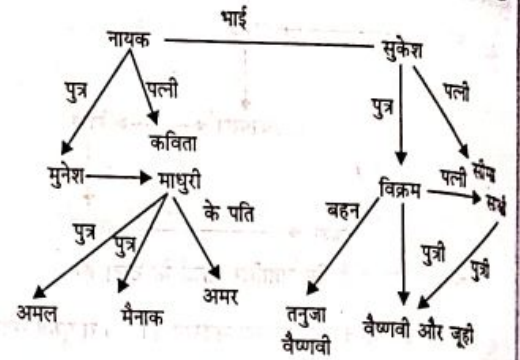 भाई
नायक सुकेश
पुत्र पत्नी पुत्र पत्नी
कविता
मुनेश माधुरी विक्रम पत्नी
पुत्र पुत्र के पति बहन पुत्री पुत्री
अमल मैनाक अमर तनुजा वैष्णवी और जूही
वैष्णवी